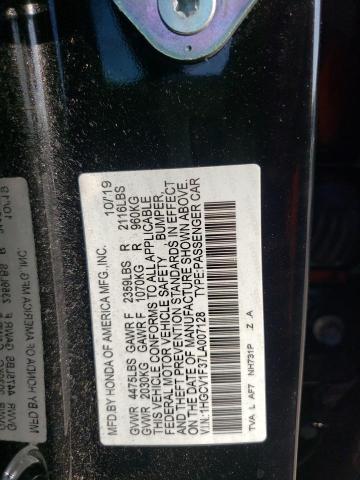 MFD.BY HONDA OF AMERICA MFG.,INC. 10/19
GVWR 4475LBS GAWR F 2359LBS R 2116LBS
GVWR 2030KG GAWR F 1070KG R 960KG
THIS VEHICLE CONFORMS TO ALL APPLICABLE
FEDERAL MOTOR VEHICLE SAFETY, BUMPER,
AND THEFT PREVENTION STANDARDS IN EFFECT
ON THE DATE OF MANUFACTURE SHOWN ABOVE.
V.I.N.:1HGCV1F37LA007128 TYPE:PASSENGER CAR
TVA L AF7 NH731P Z A